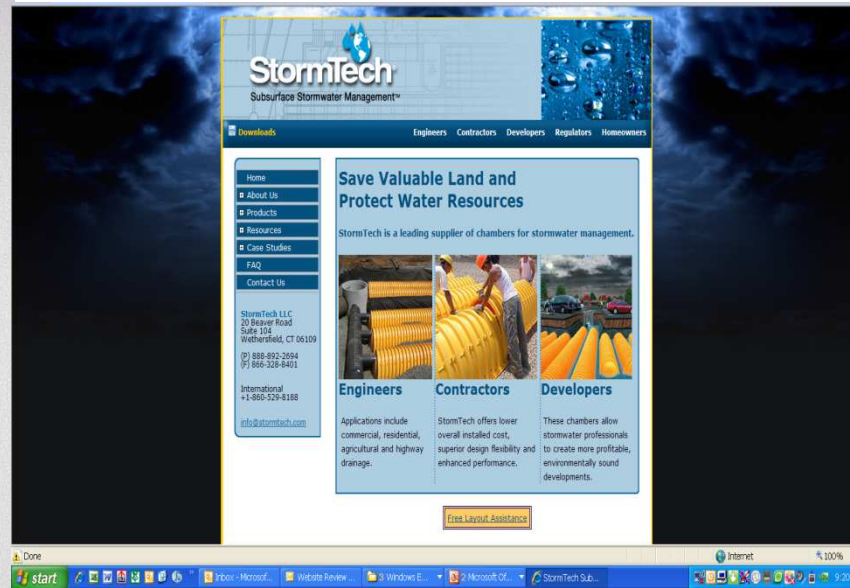 StormTech
Subsurface Stormwater Management™
Downloads
Engineers Contractors Developers Regulators Homeowners
Home
About Us
Products
Resources
Case Studies
FAQ
Contact Us
StormTech LLC
20 Beaver Road
Suite 104
Wethersfield, CT 06109
(P) 888-892-2694
(F) 866-328-8401
International
+1-860-529-8188
info@stormtech.com
Save Valuable Land and
Protect Water Resources
StormTech is a leading supplier of chambers for stormwater management.
Engineers
Applications include
commercial, residential,
agricultural and highway
drainage.
Contractors
StormTech offers lower
overall installed cost,
superior design flexibility and
enhanced performance.
Developers
These chambers allow
stormwater professionals
to create more profitable,
environmentally sound
developments.
Free Layout Assistance
Done
Internet
100%
start
Inbox - Microsof...
Website Review ...
3 Windows E...
2 Microsoft Of...
StormTech Sub...